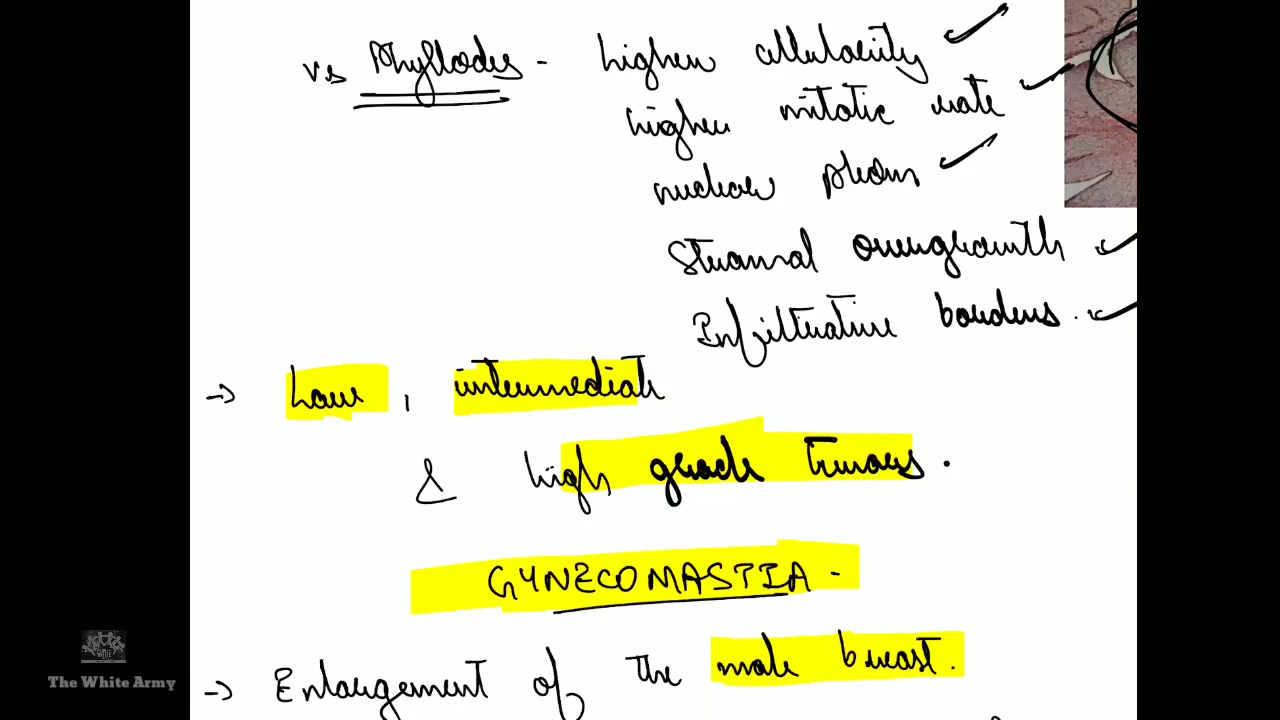 vs Phyllodes - higher cellularity
higher mitotic rate
nuclear pleom
Stromal overgrowth
Infiltrative borders.
→ Low, intermediate
& high grade tumors.
GYNECOMASTIA -
→ Enlargement of the male breast.
The White Army